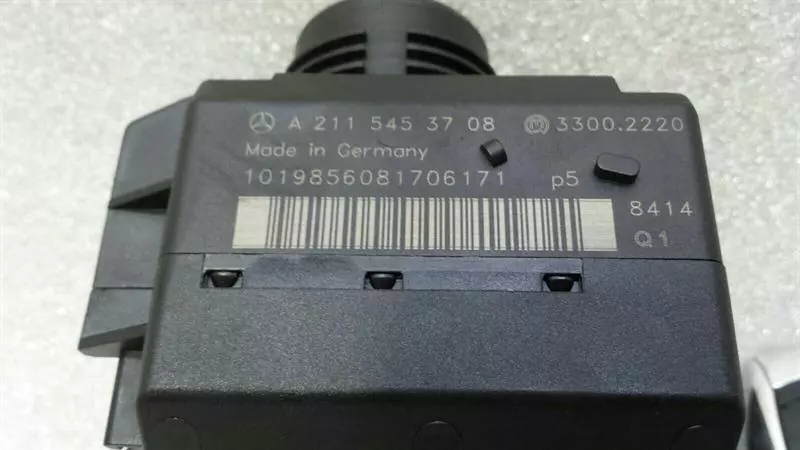 A 211 545 37 08 3300.2220
Made in Germany
1019856081706171 p5
8414
Q1